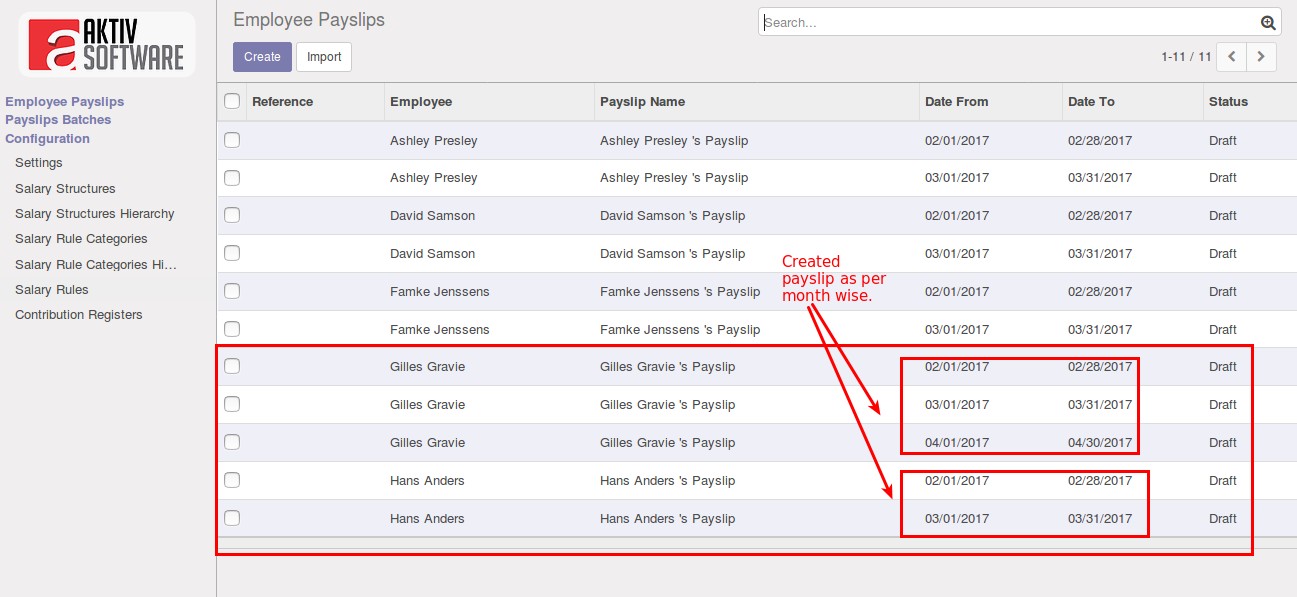 AKTIV
SOFTWARE
Employee Payslips
Search...
Create
Import
1-11 / 11
Employee Payslips
Payslips Batches
Configuration
Settings
Salary Structures
Salary Structures Hierarchy
Salary Rule Categories
Salary Rule Categories Hi...
Salary Rules
Contribution Registers
Reference Employee Payslip Name Date From Date To Status
Ashley Presley Ashley Presley 's Payslip 02/01/2017 02/28/2017 Draft
Ashley Presley Ashley Presley 's Payslip 03/01/2017 03/31/2017 Draft
David Samson David Samson 's Payslip 02/01/2017 02/28/2017 Draft
David Samson David Samson 's Payslip 03/01/2017 03/31/2017 Draft
Created
payslip as per
month wise.
Famke Jenssens Famke Jenssens 's Payslip 02/01/2017 02/28/2017 Draft
Famke Jenssens Famke Jenssens 's Payslip 03/01/2017 03/31/2017 Draft
Gilles Gravie Gilles Gravie 's Payslip 02/01/2017 02/28/2017 Draft
Gilles Gravie Gilles Gravie 's Payslip 03/01/2017 03/31/2017 Draft
Gilles Gravie Gilles Gravie 's Payslip 04/01/2017 04/30/2017 Draft
Hans Anders Hans Anders 's Payslip 02/01/2017 02/28/2017 Draft
Hans Anders Hans Anders 's Payslip 03/01/2017 03/31/2017 Draft